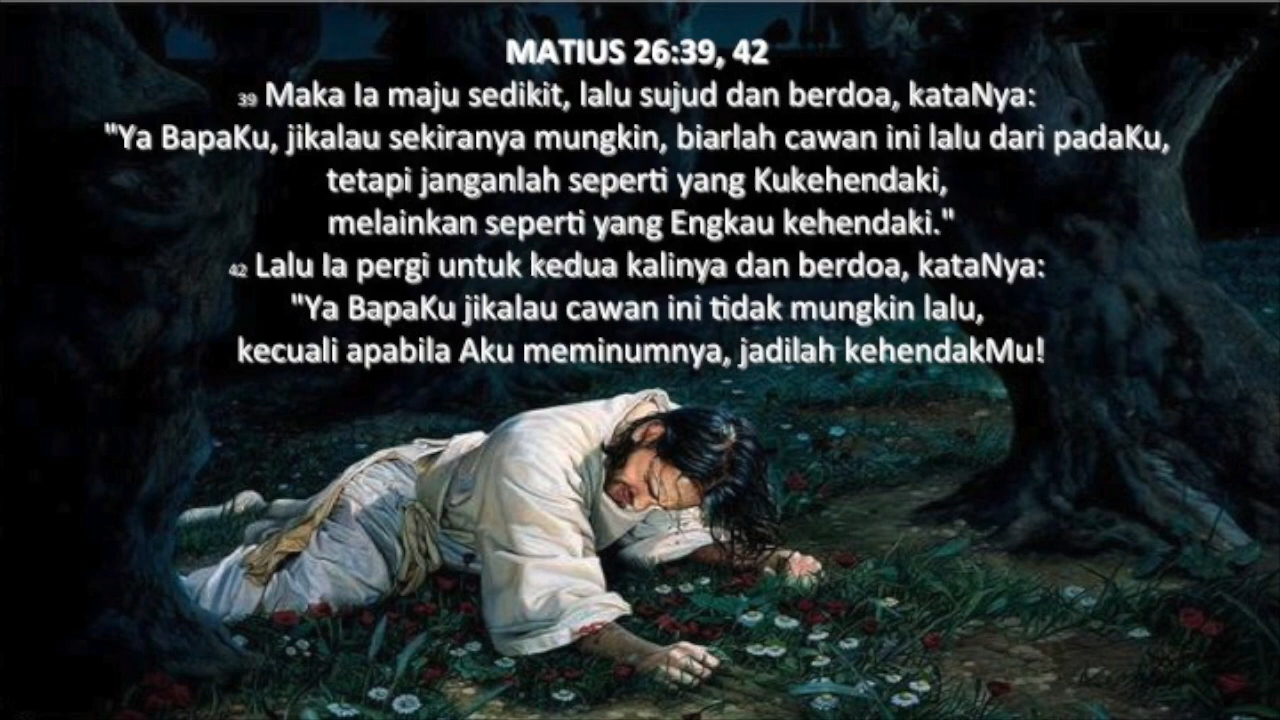 MATIUS 26:39, 42
39 Maka Ia maju sedikit, lalu sujud dan berdoa, kataNya:
"Ya BapaKu, jikalau sekiranya mungkin, biarlah cawan ini lalu dari padaKu,
tetapi janganlah seperti yang Kukehendaki,
melainkan seperti yang Engkau kehendaki."
42 Lalu Ia pergi untuk kedua kalinya dan berdoa, kataNya:
"Ya BapaKu jikalau cawan ini tidak mungkin lalu,
kecuali apabila Aku meminumnya, jadilah kehendakMu!